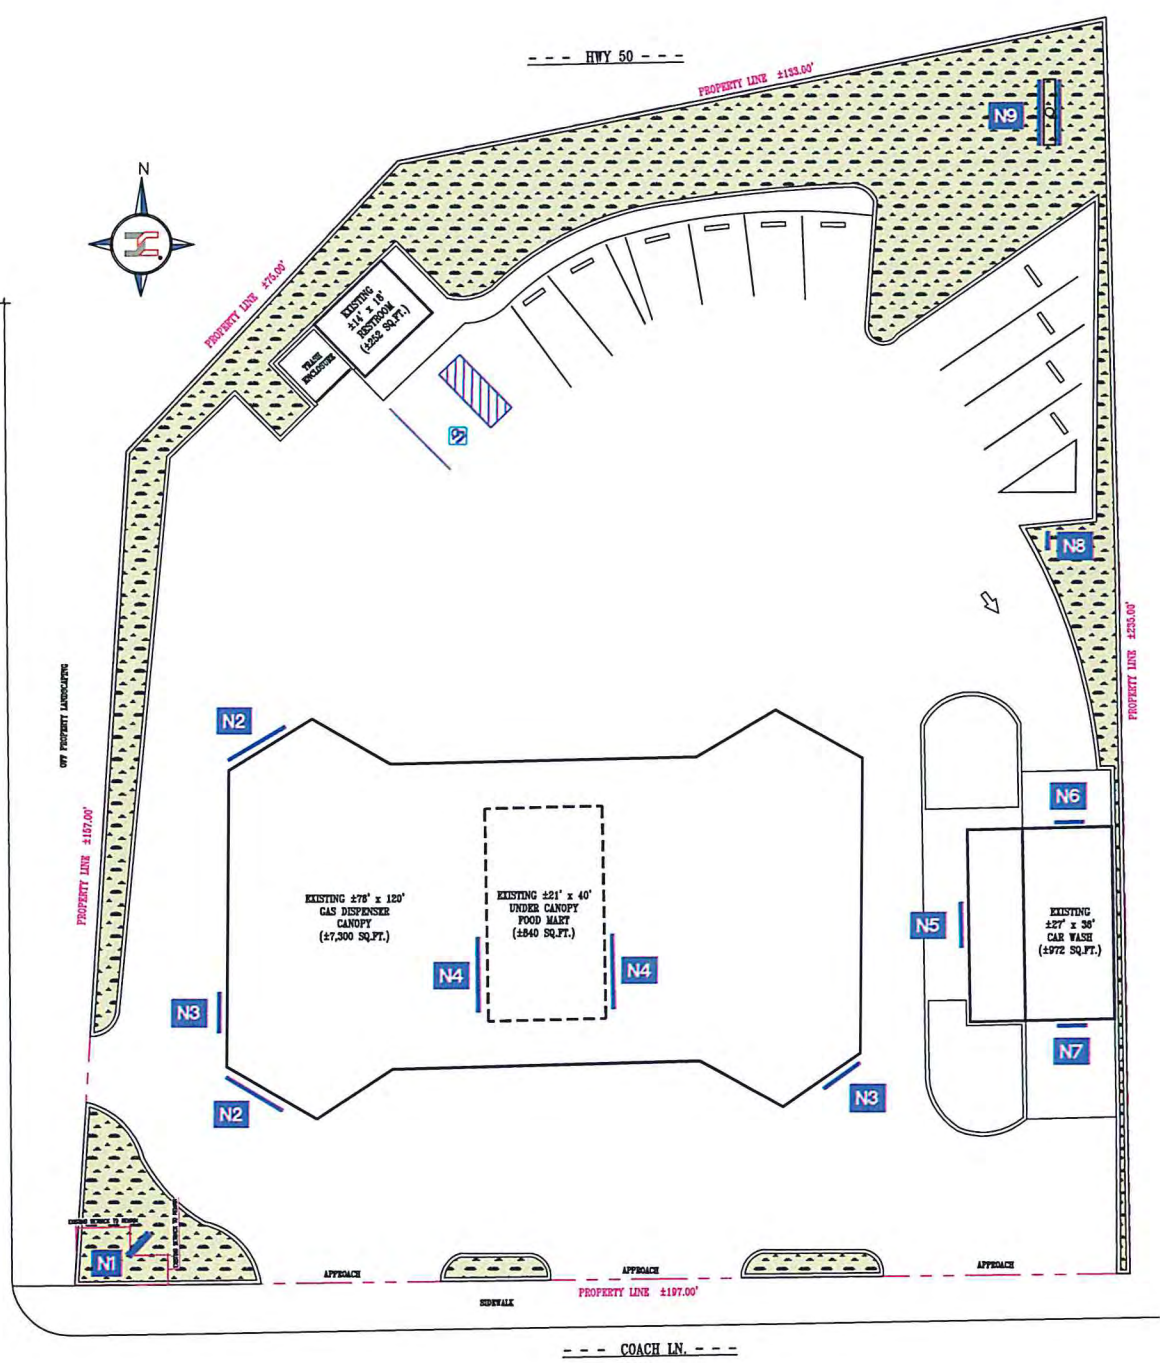 - - - HWY 50 - - -
PROPERTY LINE ±133.00'
N9
N
PROPERTY LINE ±75.00'
EXISTING
±14' x 18'
RESTROOM
(±252 SQ.FT.)
TRASH
ENCLOSURE
N8
OFF PROPERTY LANDSCAPING
PROPERTY LINE ±235.00'
N2
N6
PROPERTY LINE ±157.00'
EXISTING ±78' x 120'
GAS DISPENSER
CANOPY
(±7,300 SQ.FT.)
EXISTING ±21' x 40'
UNDER CANOPY
FOOD MART
(±840 SQ.FT.)
N5
EXISTING
±27' x 36'
CAR WASH
(±972 SQ.FT.)
N4
N4
N3
N7
N2
N3
N1
APPROACH
APPROACH
APPROACH
SIDEWALK
PROPERTY LINE ±197.00'
- - - COACH LN. - - -